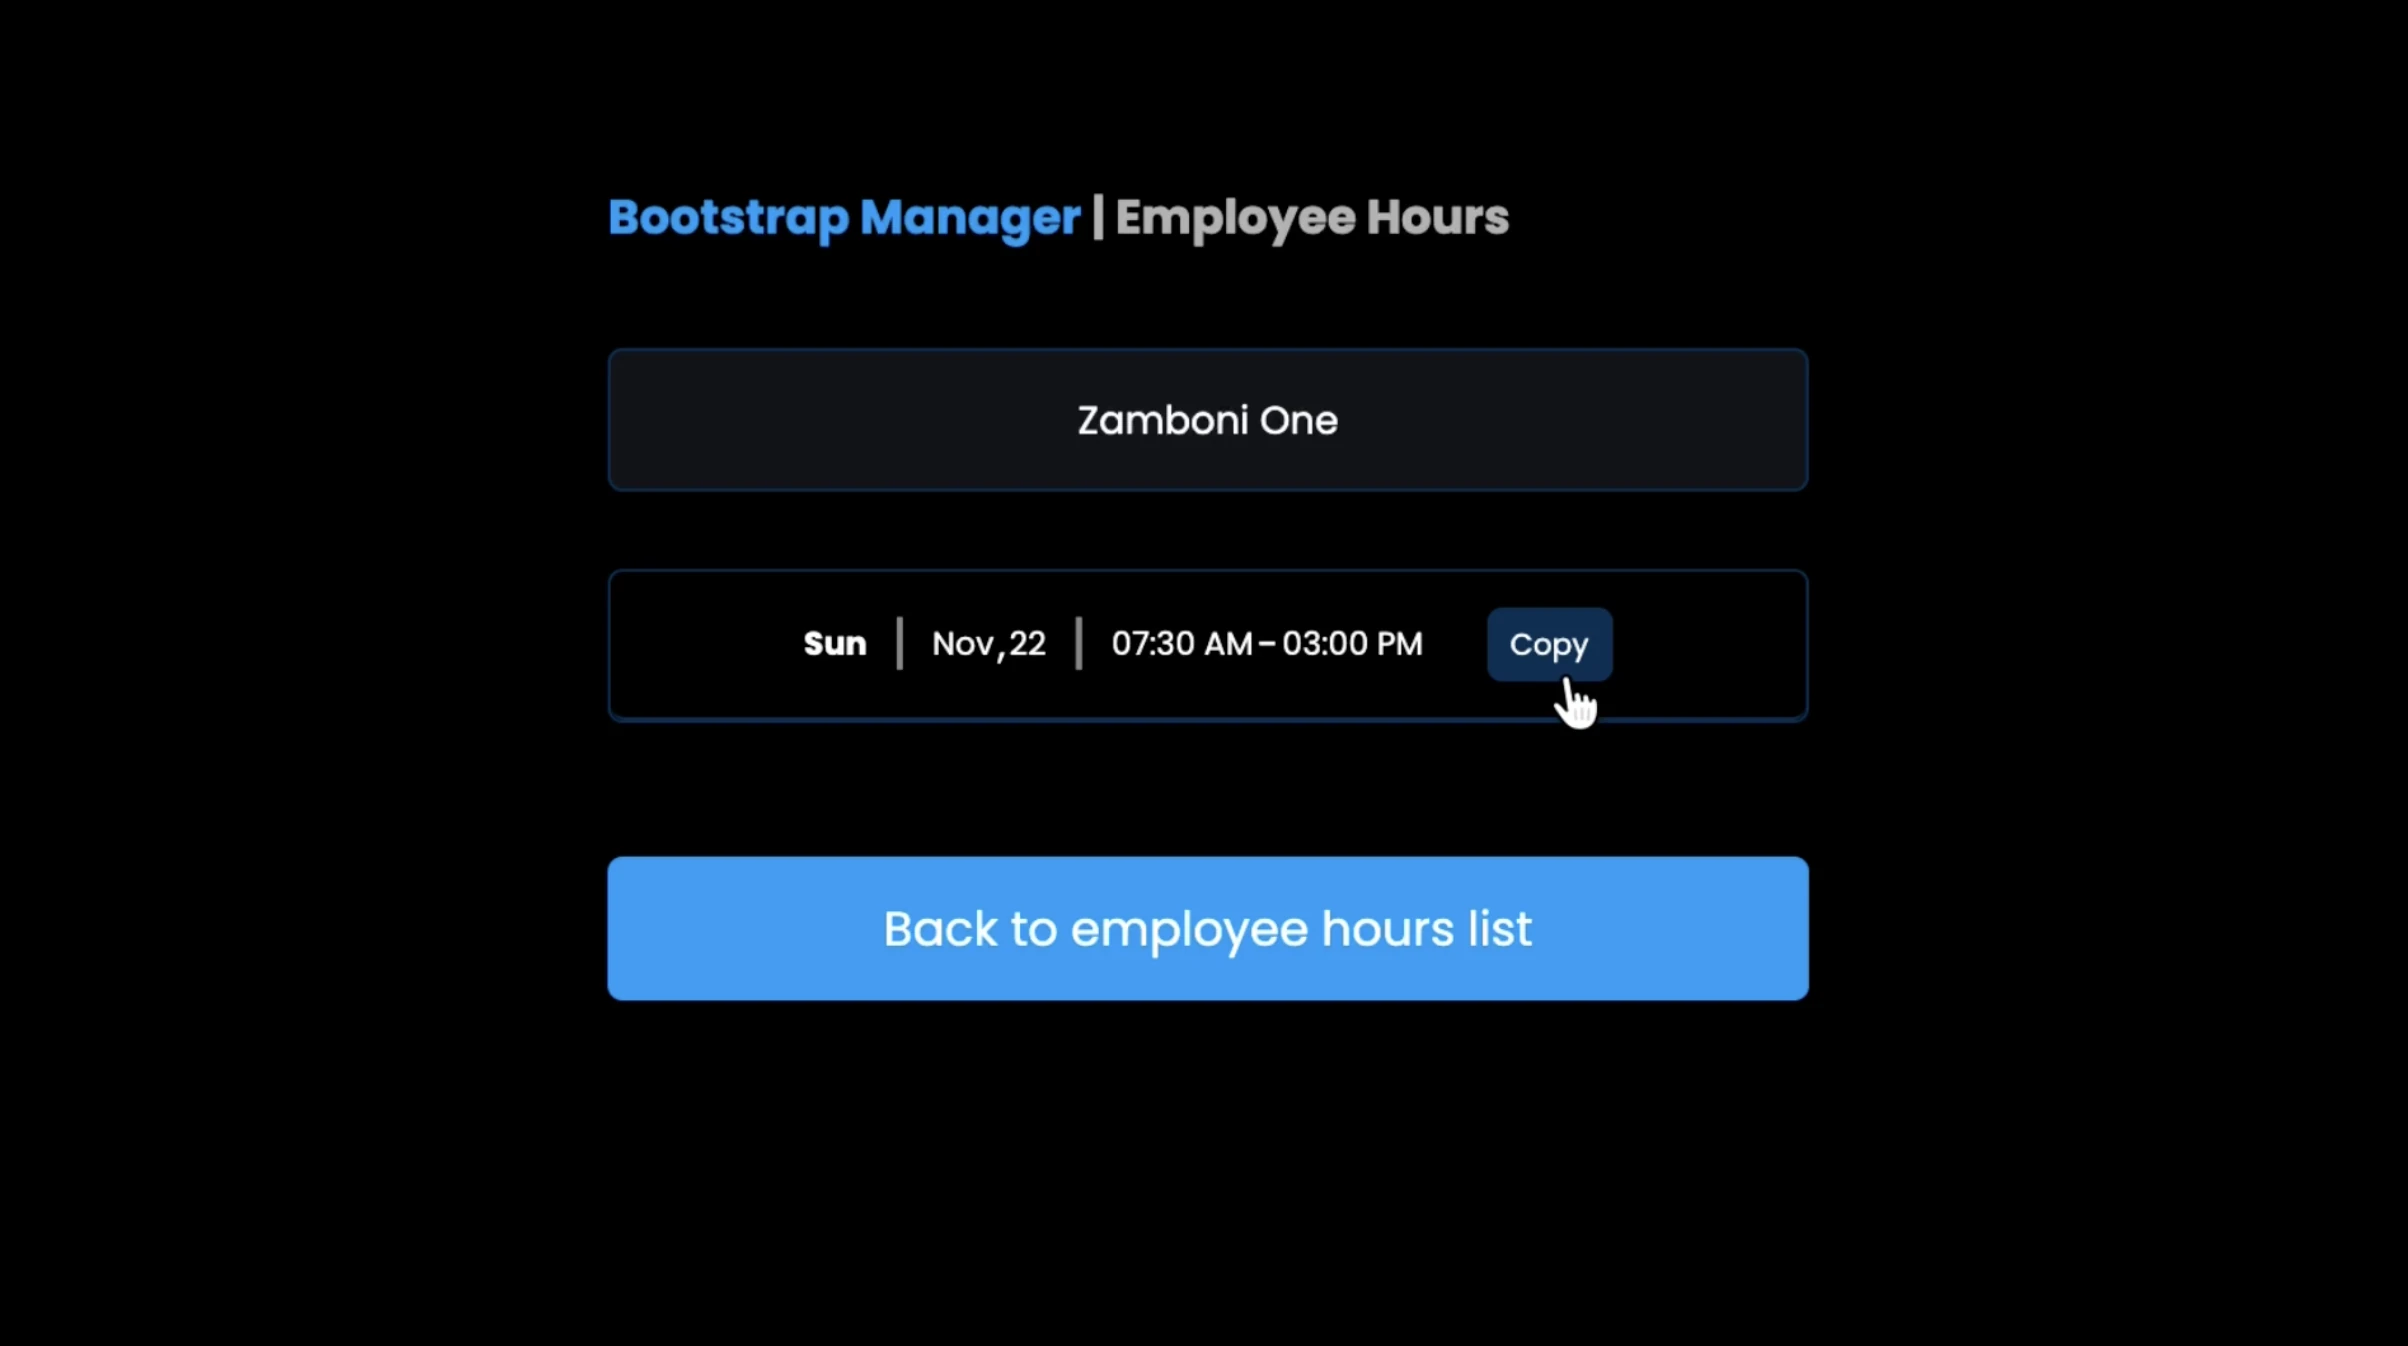 Bootstrap Manager | Employee Hours
Zamboni One
Sun | Nov,22 | 07:30 AM–03:00 PM Copy
Back to employee hours list